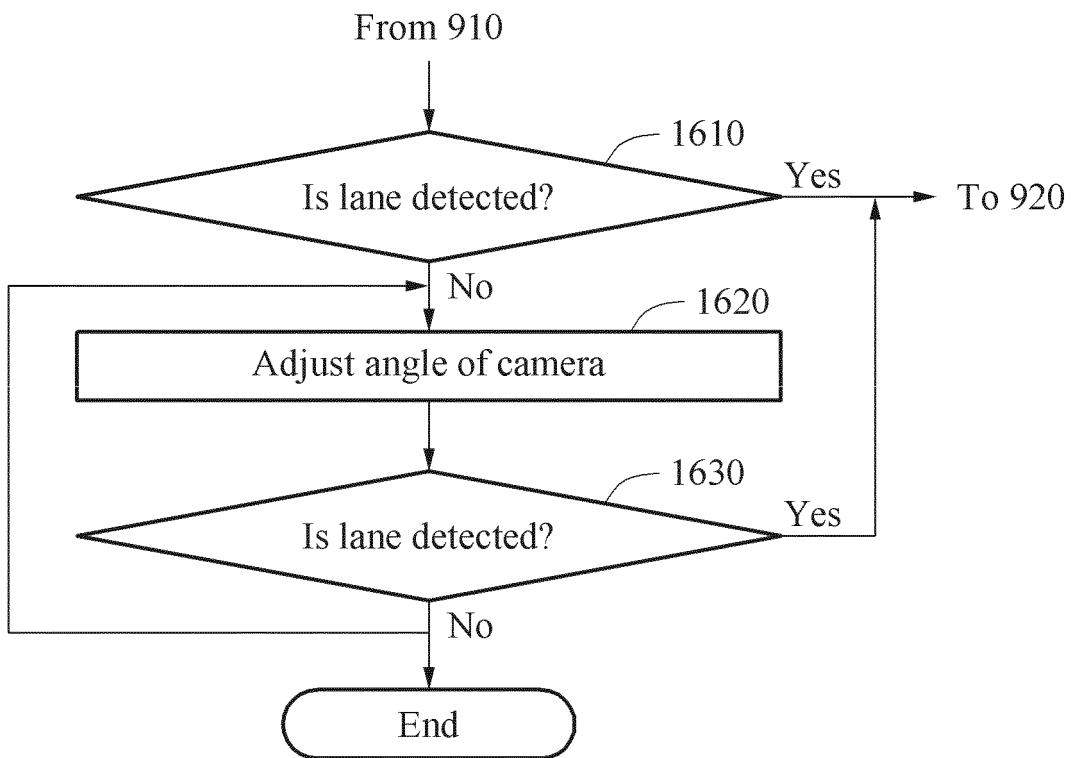 From 910
1610
Is lane detected?
Yes
To 920
No
1620
Adjust angle of camera
1630
Is lane detected?
Yes
No
End